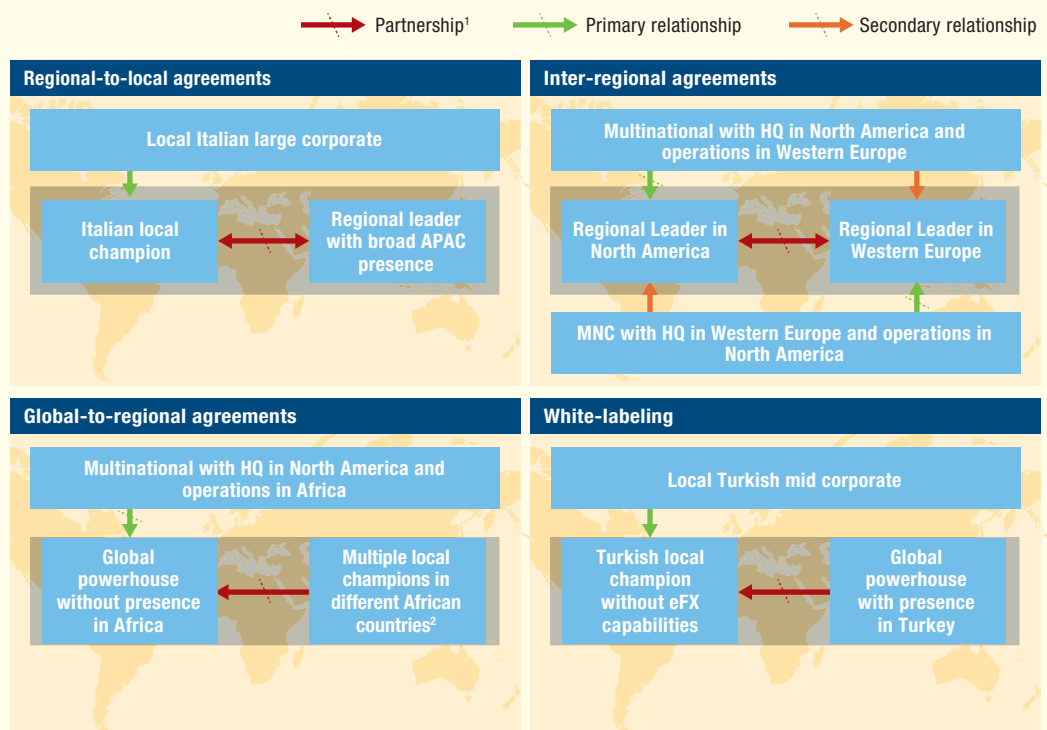 Partnership¹
Primary relationship
Secondary relationship
Regional-to-local agreements
Local Italian large corporate
Italian local
champion
Regional leader
with broad APAC
presence
Inter-regional agreements
Multinational with HQ in North America and
operations in Western Europe
Regional Leader in
North America
Regional Leader in
Western Europe
MNC with HQ in Western Europe and operations in
North America
Global-to-regional agreements
Multinational with HQ in North America and
operations in Africa
Global
powerhouse
without presence
in Africa
Multiple local
champions in
different African
countries²
White-labeling
Local Turkish mid corporate
Turkish local
champion
without eFX
capabilities
Global
powerhouse
with presence
in Turkey